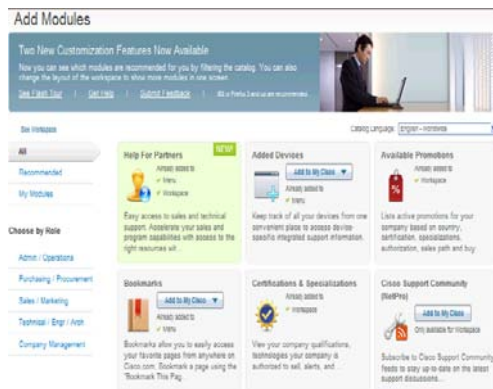 Add Modules
Two New Customization Features Now Available
Now you can see which modules are recommended for you by filtering the catalog. You can also
change the layout of the workspace to show more modules in one screen.
See Flash Tour | Get Help | Submit Feedback | IE8 or Firefox 3 and up are recommended.
See Workspace
Catalog Language: English - Worldwide
All
Recommended
My Modules
Choose by Role
Admin / Operations
Purchasing / Procurement
Sales / Marketing
Technical / Engr / Arch
Company Management
NEW!
Help For Partners
Already added to
Menu
Workspace
Easy access to sales and technical
support. Accelerate your sales and
program capabilities with access to the
right resources wit...
Added Devices
Add to My Cisco
Already added to
Menu
Keep track of all your devices from one
convenient place to access device-
specific integrated support information.
Available Promotions
Already added to
Workspace
Lists active promotions for your
company based on country,
certification, specializations,
authorization, sales path and buy
Bookmarks
Add to My Cisco
Already added to
Menu
Bookmarks allow you to easily access
your favorite pages from anywhere on
Cisco.com. Bookmark a page using the
"Bookmark This Pag...
Certifications & Specializations
Already added to
Workspace
View your company qualifications,
technologies your company is
authorized to sell, alerts, and
Cisco Support Community
(NetPro)
Add to My Cisco
Only available for Workspace
Subscribe to Cisco Support Community
feeds to stay up-to-date on the latest
support discussions...